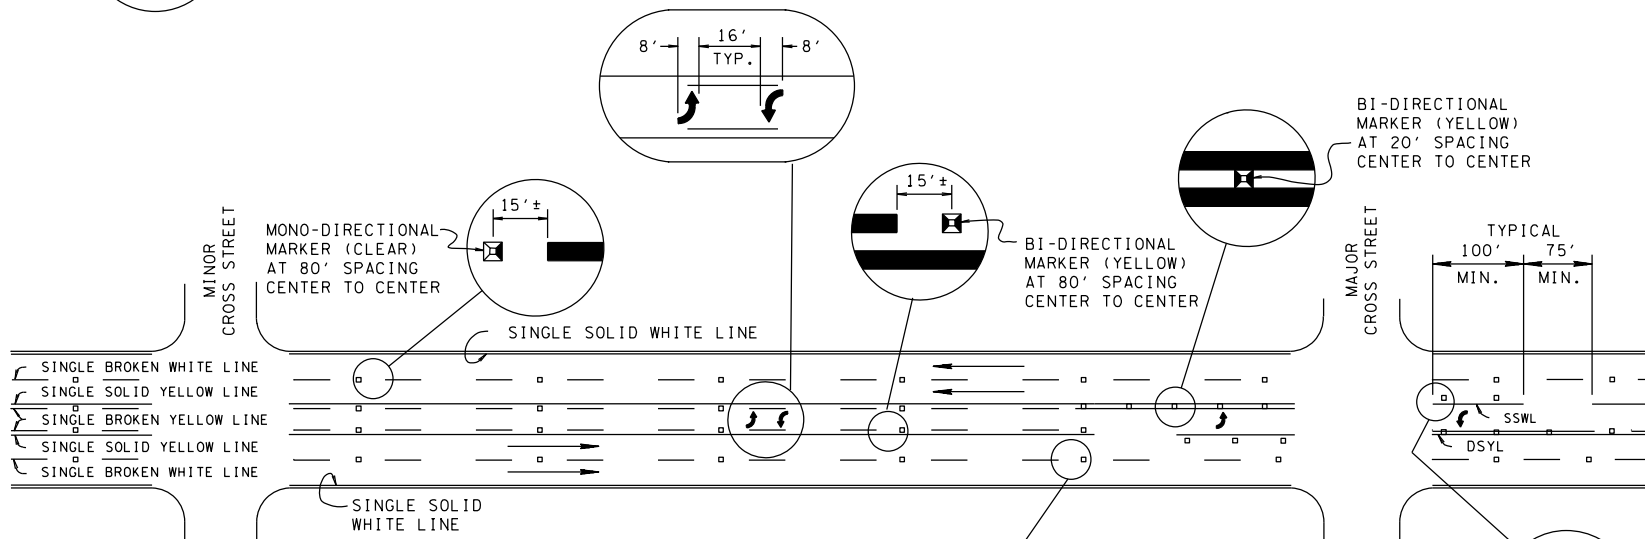 16'
8'
8'
TYP.
BI-DIRECTIONAL
MARKER (YELLOW)
AT 20' SPACING
CENTER TO CENTER
15'±
15'±
MINOR
CROSS STREET
MONO-DIRECTIONAL
MARKER (CLEAR)
AT 80' SPACING
CENTER TO CENTER
BI-DIRECTIONAL
MARKER (YELLOW)
AT 80' SPACING
CENTER TO CENTER
MAJOR
CROSS STREET
TYPICAL
100'
75'
MIN.
MIN.
SINGLE SOLID WHITE LINE
SINGLE BROKEN WHITE LINE
SINGLE SOLID YELLOW LINE
SINGLE BROKEN YELLOW LINE
SINGLE SOLID YELLOW LINE
SINGLE BROKEN WHITE LINE
SSWL
DSYL
SINGLE SOLID
WHITE LINE